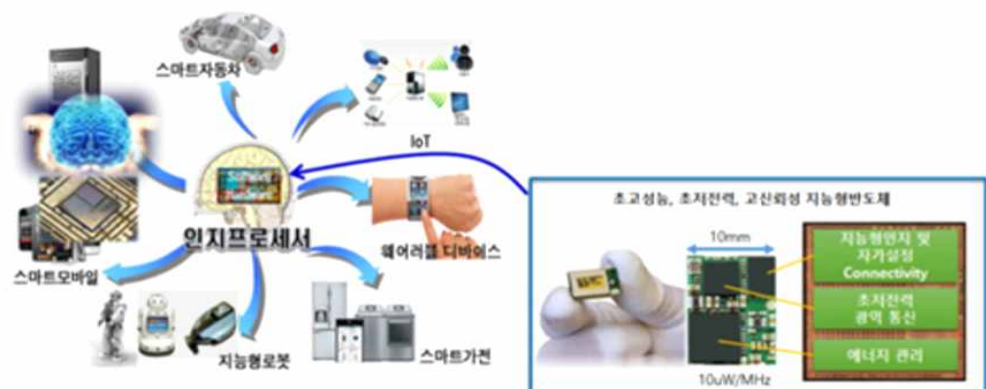 스마트자동차
IoT
인지프로세서
웨어러블 디바이스
스마트모바일
지능형로봇
스마트가전
초고성능, 초저전력, 고신뢰성 지능형반도체
10mm
지능형인지 및
자가설정
Connectivity
초저전력
광역 통신
에너지 관리
10uW/MHz